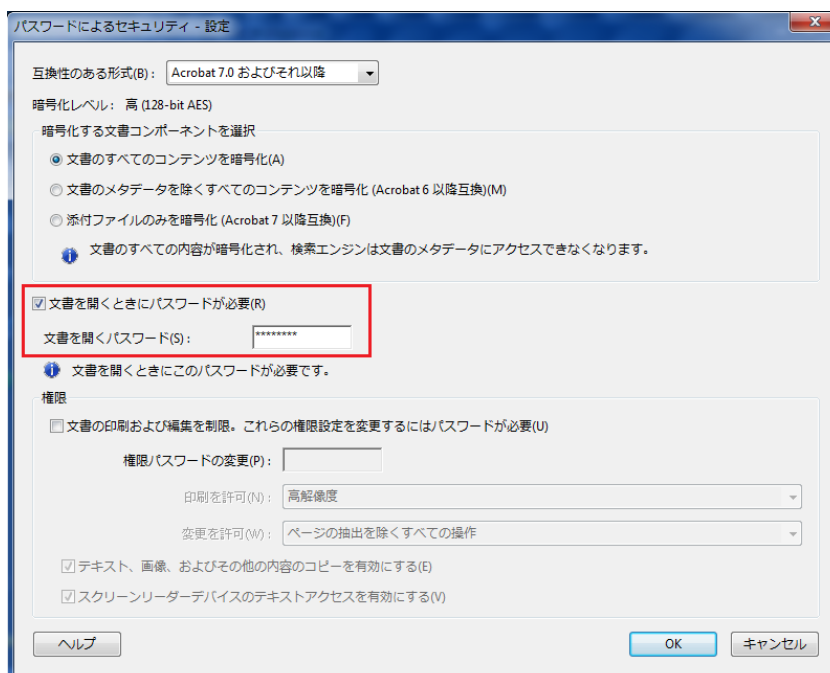 パスワードによるセキュリティ - 設定
互換性のある形式(B): Acrobat 7.0 およびそれ以降
暗号化レベル: 高 (128-bit AES)
暗号化する文書コンポーネントを選択
文書のすべてのコンテンツを暗号化(A)
文書のメタデータを除くすべてのコンテンツを暗号化 (Acrobat 6 以降互換)(M)
添付ファイルのみを暗号化 (Acrobat 7 以降互換)(F)
文書のすべての内容が暗号化され、検索エンジンは文書のメタデータにアクセスできなくなります。
文書を開くときにパスワードが必要(R)
文書を開くパスワード(S): ********
文書を開くときにこのパスワードが必要です。
権限
文書の印刷および編集を制限。これらの権限設定を変更するにはパスワードが必要(U)
権限パスワードの変更(P):
印刷を許可(N): 高解像度
変更を許可(W): ページの抽出を除くすべての操作
テキスト、画像、およびその他の内容のコピーを有効にする(E)
スクリーンリーダーデバイスのテキストアクセスを有効にする(V)
ヘルプ OK キャンセル